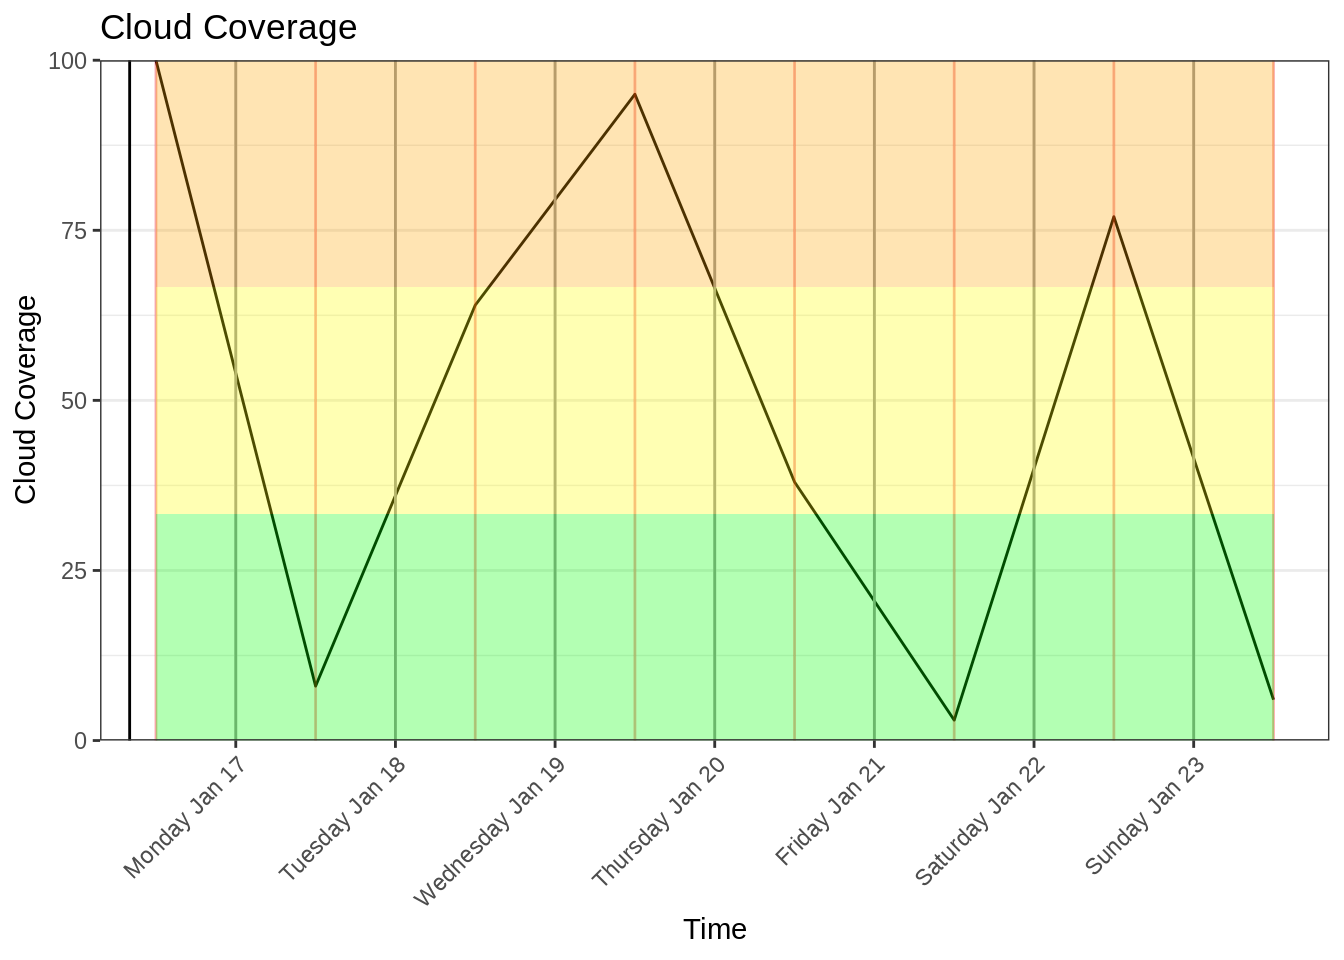 Cloud Coverage
Cloud Coverage
100
75
50
25
0
Monday Jan 17
Tuesday Jan 18
Wednesday Jan 19
Thursday Jan 20
Friday Jan 21
Saturday Jan 22
Sunday Jan 23
Time